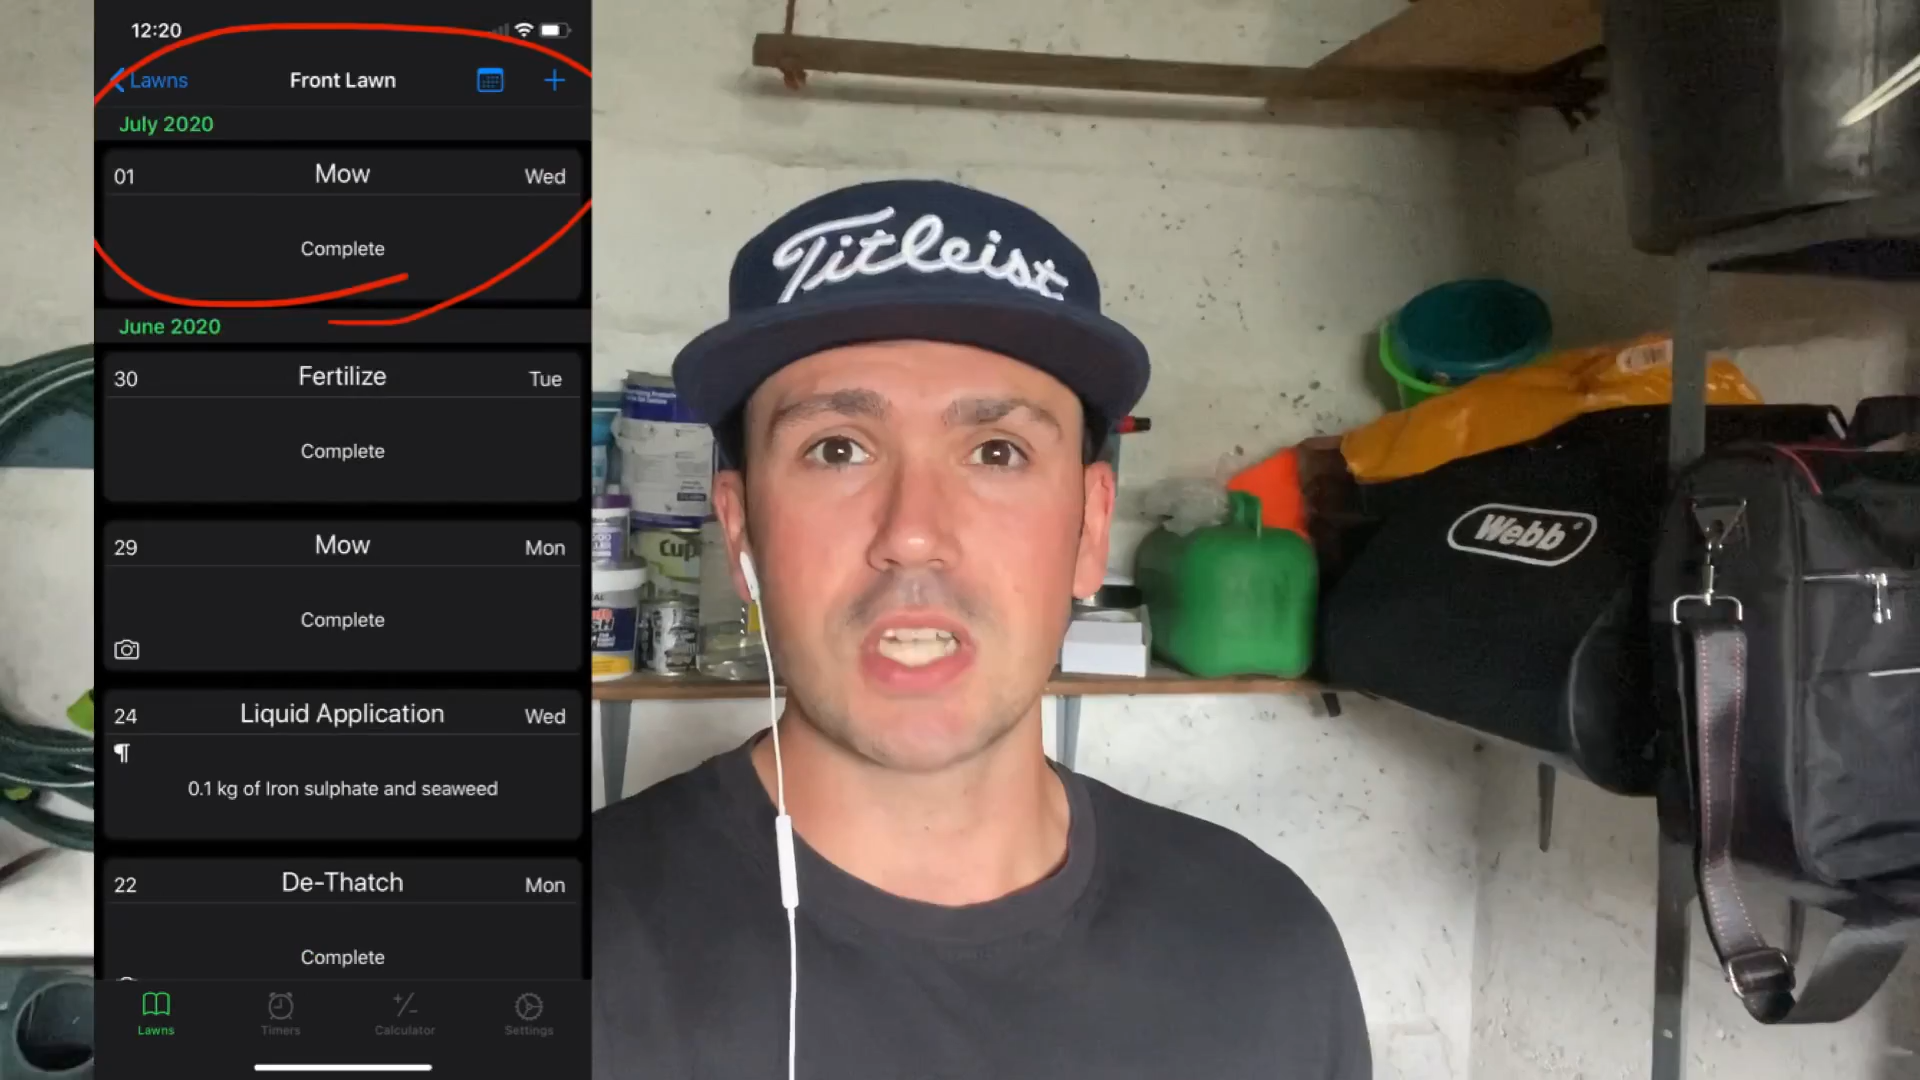 12:20
Lawns
Front Lawn
July 2020
01
Mow
Wed
Complete
June 2020
30
Fertilize
Tue
Complete
29
Mow
Mon
Complete
24
Liquid Application
Wed
¶
0.1 kg of Iron sulphate and seaweed
22
De-Thatch
Mon
Complete
Lawns
Timers
Calculator
Settings
Titleist
Cup
Webb